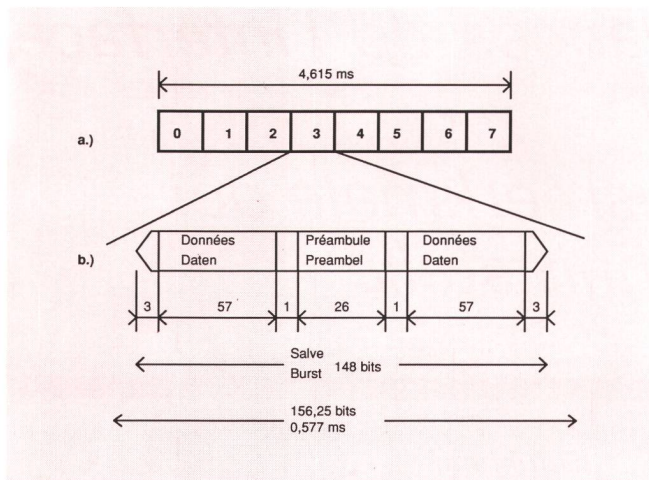 4,615 ms
a.) 0 1 2 3 4 5 6 7
Données Préambule Données
b.) Daten Preambel Daten
3 57 1 26 1 57 3
Salve
Burst 148 bits
156,25 bits
0,577 ms